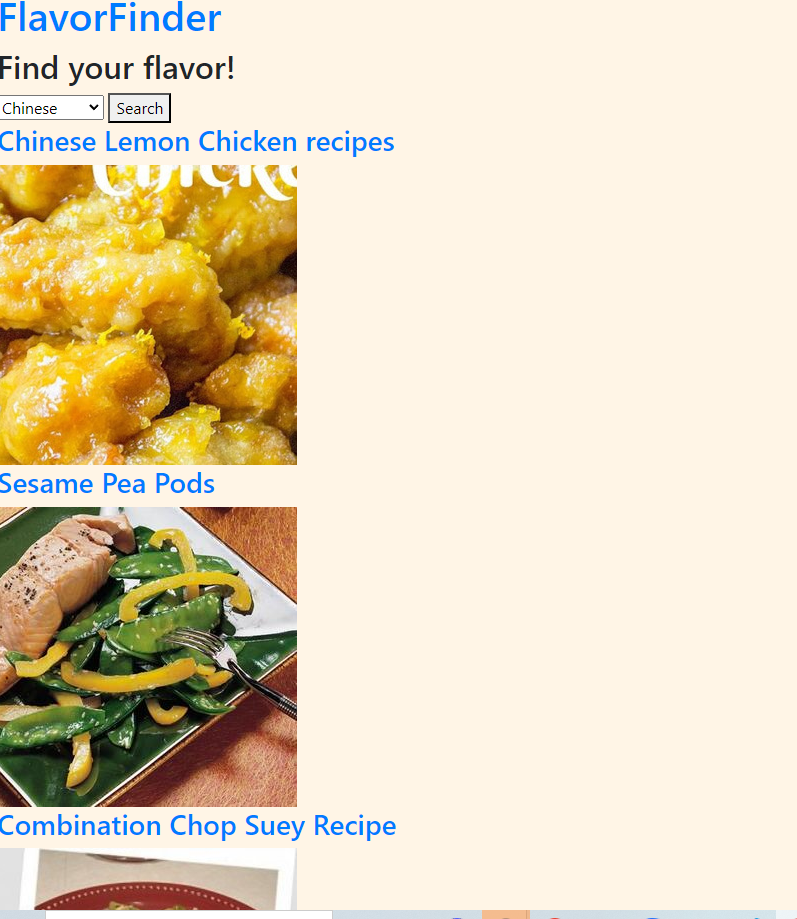 FlavorFinder
Find your flavor!
Chinese Search
Chinese Lemon Chicken recipes
Sesame Pea Pods
Combination Chop Suey Recipe